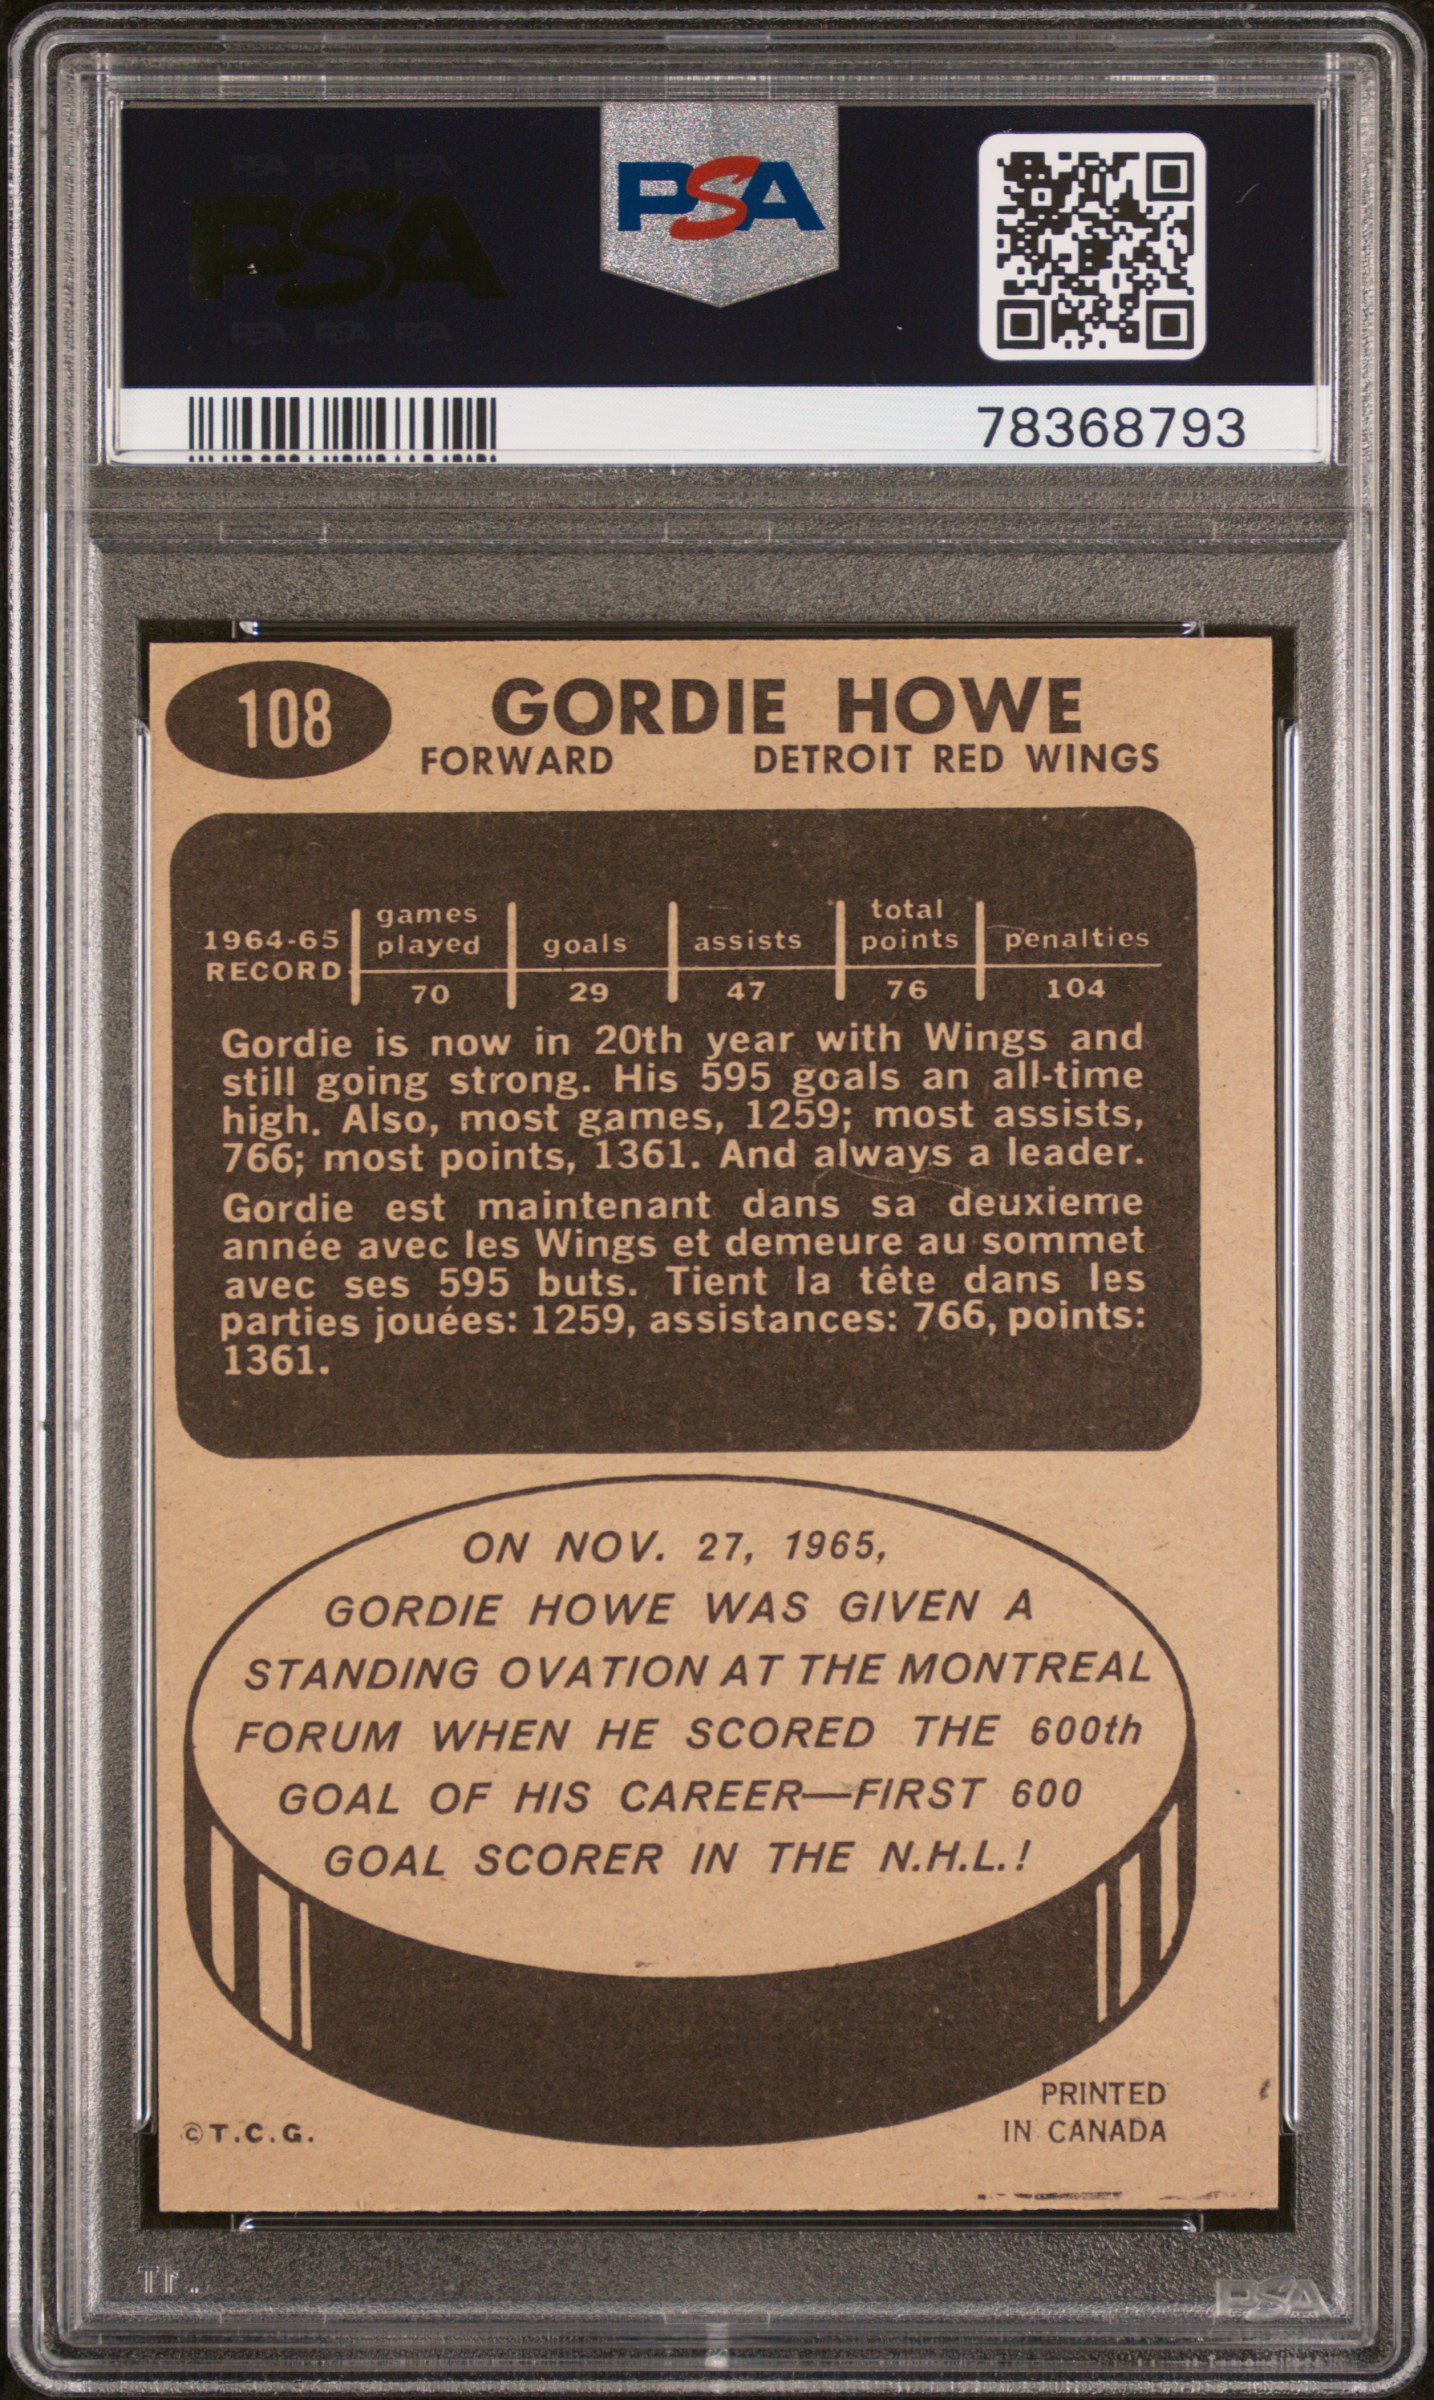 PSA PSA PSA
PSA
PSA
PSA PSA PSA
78368793
108
GORDIE HOWE
FORWARD DETROIT RED WINGS
1964-65 RECORD games played goals assists total points penalties
70 29 47 76 104
Gordie is now in 20th year with Wings and
still going strong. His 595 goals an all-time
high. Also, most games, 1259; most assists,
766; most points, 1361. And always a leader.
Gordie est maintenant dans sa deuxieme
année avec les Wings et demeure au sommet
avec ses 595 buts. Tient la tête dans les
parties jouées: 1259, assistances: 766, points:
1361.
ON NOV. 27, 1965,
GORDIE HOWE WAS GIVEN A
STANDING OVATION AT THE MONTREAL
FORUM WHEN HE SCORED THE 600th
GOAL OF HIS CAREER—FIRST 600
GOAL SCORER IN THE N.H.L.!
©T.C.G.
PRINTED
IN CANADA
PSA